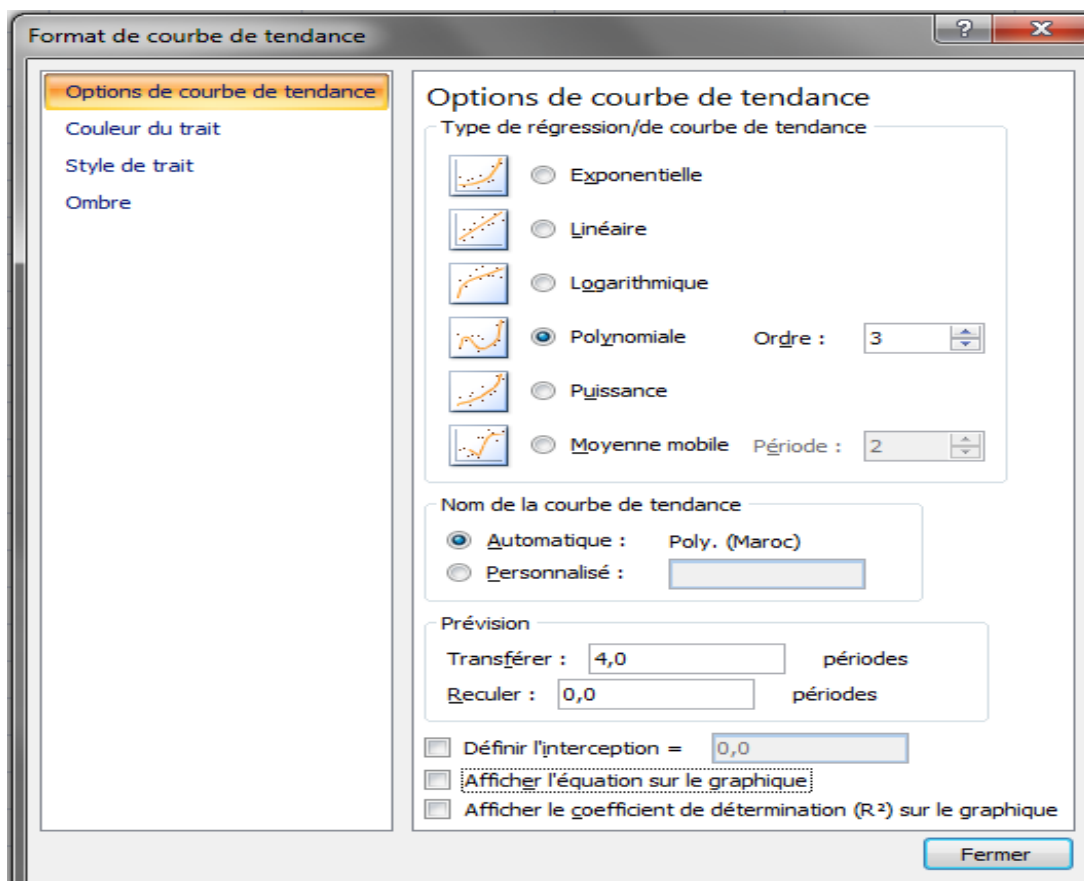 Format de courbe de tendance
?
X
Options de courbe de tendance
Couleur du trait
Style de trait
Ombre
Options de courbe de tendance
Type de régression/de courbe de tendance
Exponentielle
Linéaire
Logarithmique
Polynomiale Ordre : 3
Puissance
Moyenne mobile Période : 2
Nom de la courbe de tendance
Automatique : Poly. (Maroc)
Personnalisé :
Prévision
Transférer : 4,0 périodes
Reculer : 0,0 périodes
Définir l'interception = 0,0
Afficher l'équation sur le graphique
Afficher le coefficient de détermination (R²) sur le graphique
Fermer